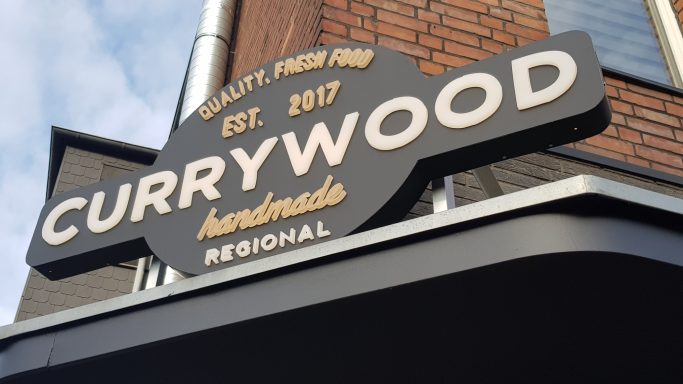 QUALITY, FRESH FOOD
EST. 2017
CURRYWOOD
handmade
REGIONAL